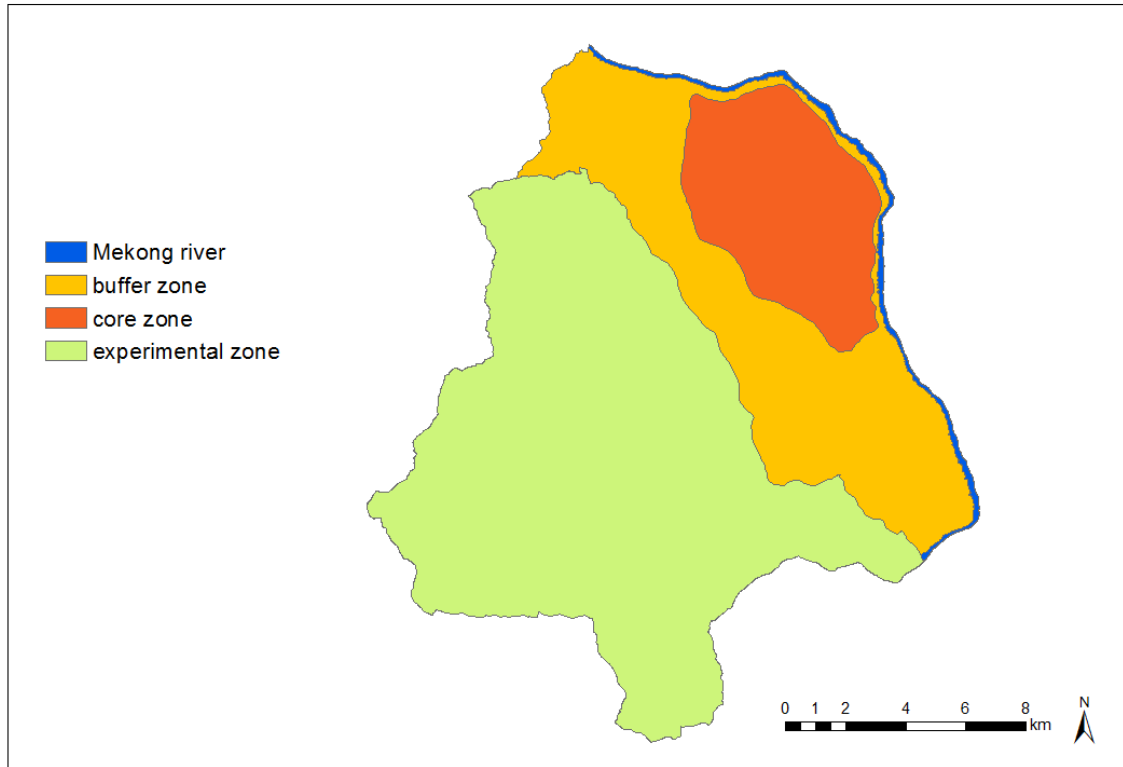 Mekong river
buffer zone
core zone
experimental zone
0 1 2 4 6 8
km
N